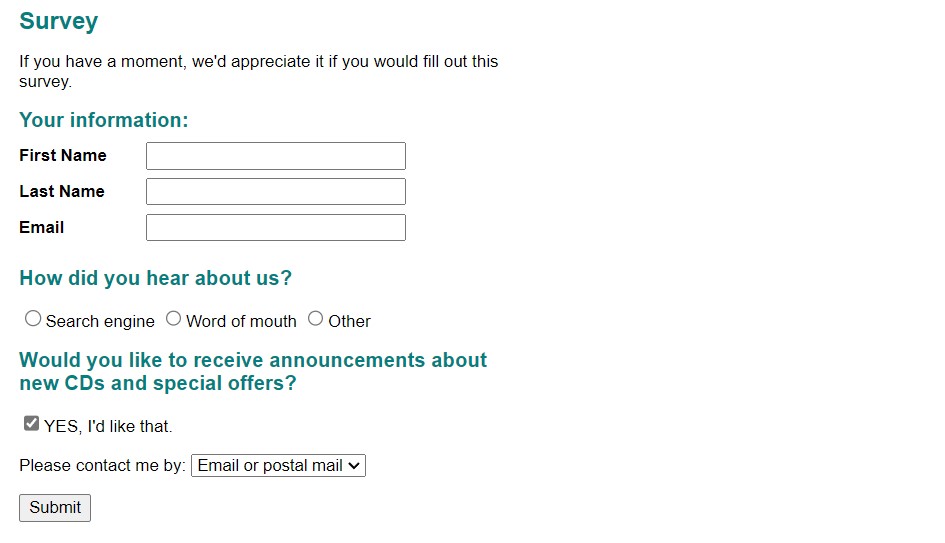 Survey
If you have a moment, we'd appreciate it if you would fill out this
survey.
Your information:
First Name
Last Name
Email
How did you hear about us?
Search engine Word of mouth Other
Would you like to receive announcements about
new CDs and special offers?
YES, I'd like that.
Please contact me by: Email or postal mail
Submit